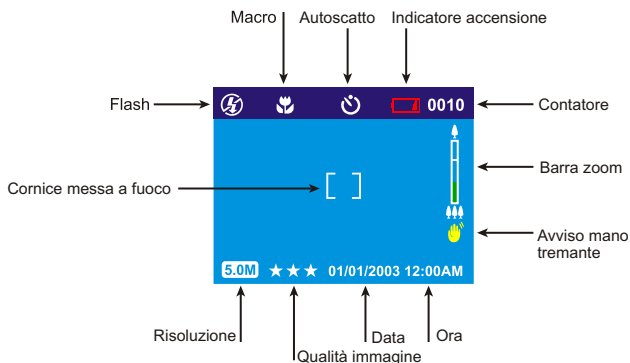 Macro Autoscatto Indicatore accensione
Flash
0010
Contatore
Barra zoom
Cornice messa a fuoco
Avviso mano
tremante
5.0M 01/01/2003 12:00AM
Risoluzione
Data
Ora
Qualità immagine